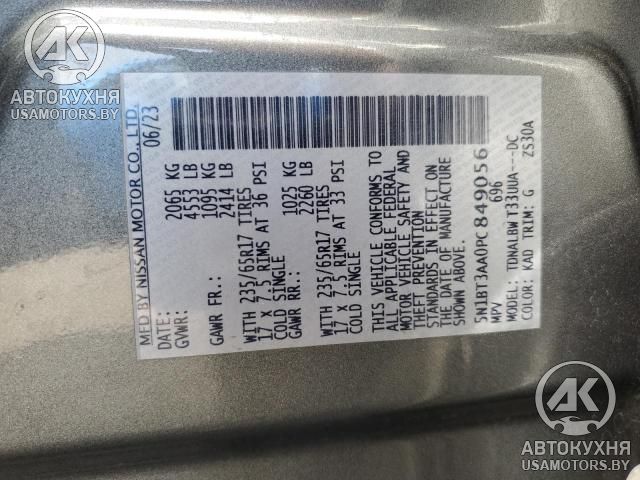 АВТОКУХНЯ
USAMOTORS.BY
MFD BY NISSAN MOTOR CO., LTD.
DATE: 06/23
GVWR: 2065 KG
4553 LB
GAWR FR.: 1095 KG
2414 LB
WITH 235/65R17 TIRES
17 X 7.5 RIMS AT 36 PSI
COLD SINGLE
GAWR RR.: 1025 KG
2260 LB
WITH 235/65R17 TIRES
17 X 7.5 RIMS AT 33 PSI
COLD SINGLE
THIS VEHICLE CONFORMS TO
ALL APPLICABLE FEDERAL
MOTOR VEHICLE SAFETY AND
THEFT PREVENTION
STANDARDS IN EFFECT ON
THE DATE OF MANUFACTURE
SHOWN ABOVE.
5N1BT3AA0PC849056
MPV 696
MODEL: TDNALBWT33UUA---DC
COLOR: KAD TRIM: G ZS30A
АК
АВТОКУХНЯ
USAMOTORS.BY